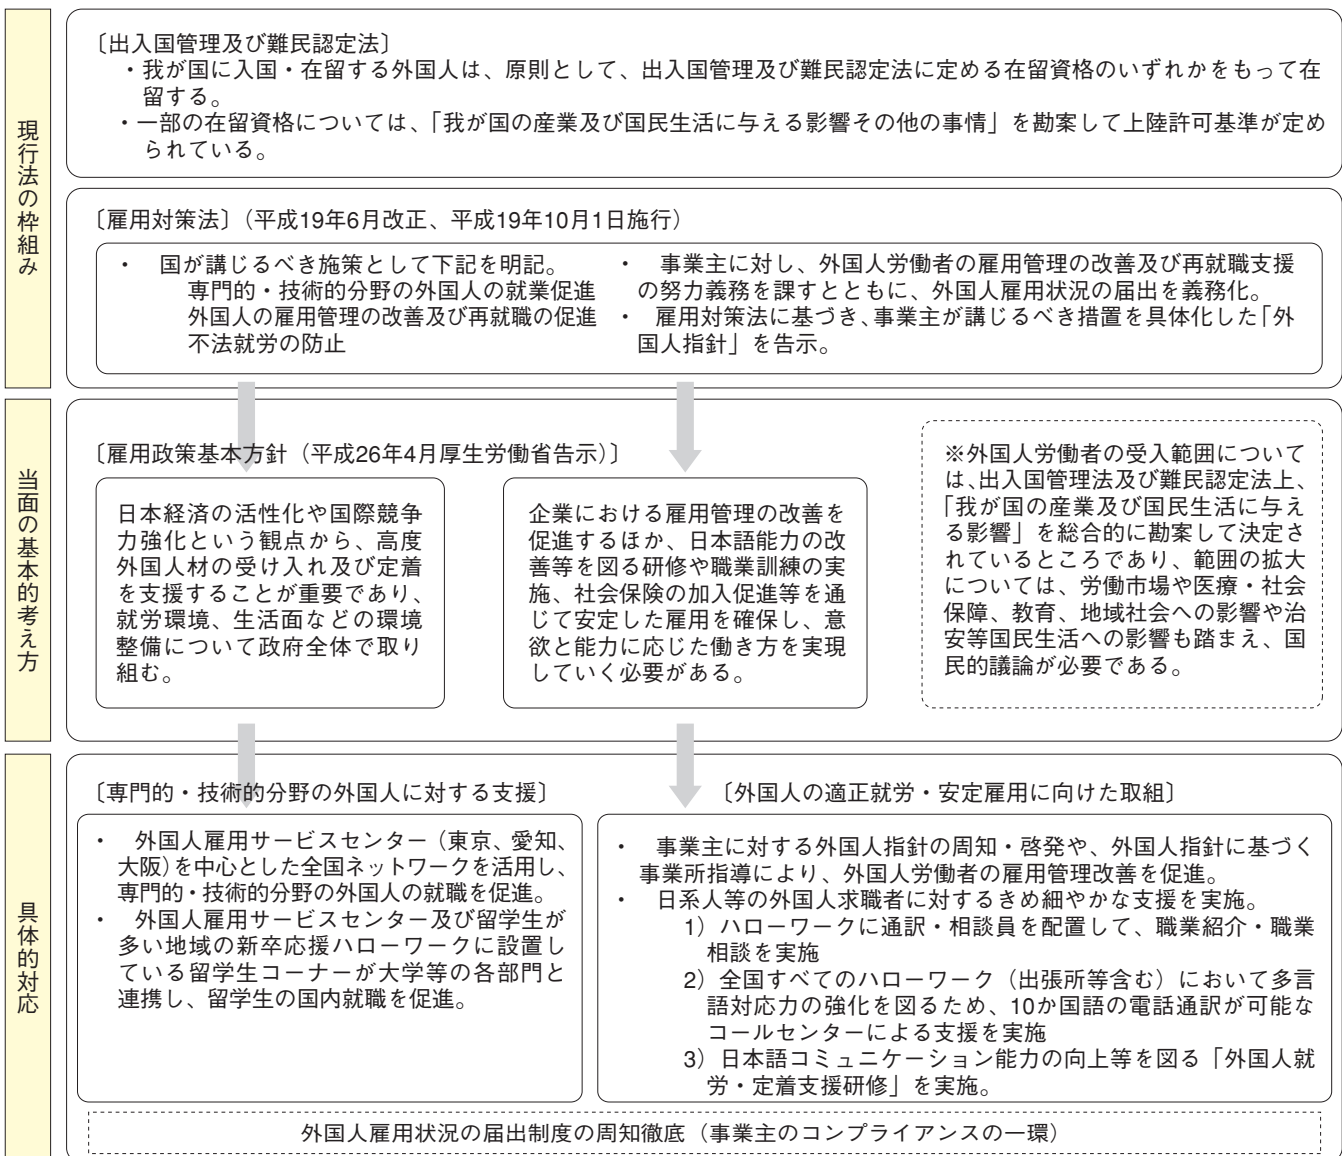 現行法の枠組み
〔出入国管理及び難民認定法〕
・我が国に入国・在留する外国人は、原則として、出入国管理及び難民認定法に定める在留資格のいずれかをもって在
留する。
・一部の在留資格については、「我が国の産業及び国民生活に与える影響その他の事情」を勘案して上陸許可基準が定め
られている。
〔雇用対策法〕（平成19年6月改正、平成19年10月1日施行）
・ 国が講じるべき施策として下記を明記。
専門的・技術的分野の外国人の就業促進
外国人の雇用管理の改善及び再就職の促進
不法就労の防止
・ 事業主に対し、外国人労働者の雇用管理の改善及び再就職支援
の努力義務を課すとともに、外国人雇用状況の届出を義務化。
・ 雇用対策法に基づき、事業主が講じるべき措置を具体化した「外
国人指針」を告示。
当面の基本的考え方
〔雇用政策基本方針（平成26年4月厚生労働省告示）〕
日本経済の活性化や国際競争
力強化という観点から、高度
外国人材の受け入れ及び定着
を支援することが重要であり、
就労環境、生活面などの環境
整備について政府全体で取り
組む。
企業における雇用管理の改善を
促進するほか、日本語能力の改
善等を図る研修や職業訓練の実
施、社会保険の加入促進等を通
じて安定した雇用を確保し、意
欲と能力に応じた働き方を実現
していく必要がある。
※外国人労働者の受入範囲について
は、出入国管理法及び難民認定法上、
「我が国の産業及び国民生活に与え
る影響」を総合的に勘案して決定さ
れているところであり、範囲の拡大
については、労働市場や医療・社会
保障、教育、地域社会への影響や治
安等国民生活への影響も踏まえ、国
民的議論が必要である。
具体的対応
〔専門的・技術的分野の外国人に対する支援〕
・ 外国人雇用サービスセンター（東京、愛知、
大阪）を中心とした全国ネットワークを活用し、
専門的・技術的分野の外国人の就職を促進。
・ 外国人雇用サービスセンター及び留学生が
多い地域の新卒応援ハローワークに設置し
ている留学生コーナーが大学等の各部門と
連携し、留学生の国内就職を促進。
〔外国人の適正就労・安定雇用に向けた取組〕
・ 事業主に対する外国人指針の周知・啓発や、外国人指針に基づく
事業所指導により、外国人労働者の雇用管理改善を促進。
・ 日系人等の外国人求職者に対するきめ細やかな支援を実施。
1）ハローワークに通訳・相談員を配置して、職業紹介・職業
相談を実施
2）全国すべてのハローワーク（出張所等含む）において多言
語対応力の強化を図るため、10か国語の電話通訳が可能な
コールセンターによる支援を実施
3）日本語コミュニケーション能力の向上等を図る「外国人就
労・定着支援研修」を実施。
外国人雇用状況の届出制度の周知徹底（事業主のコンプライアンスの一環）